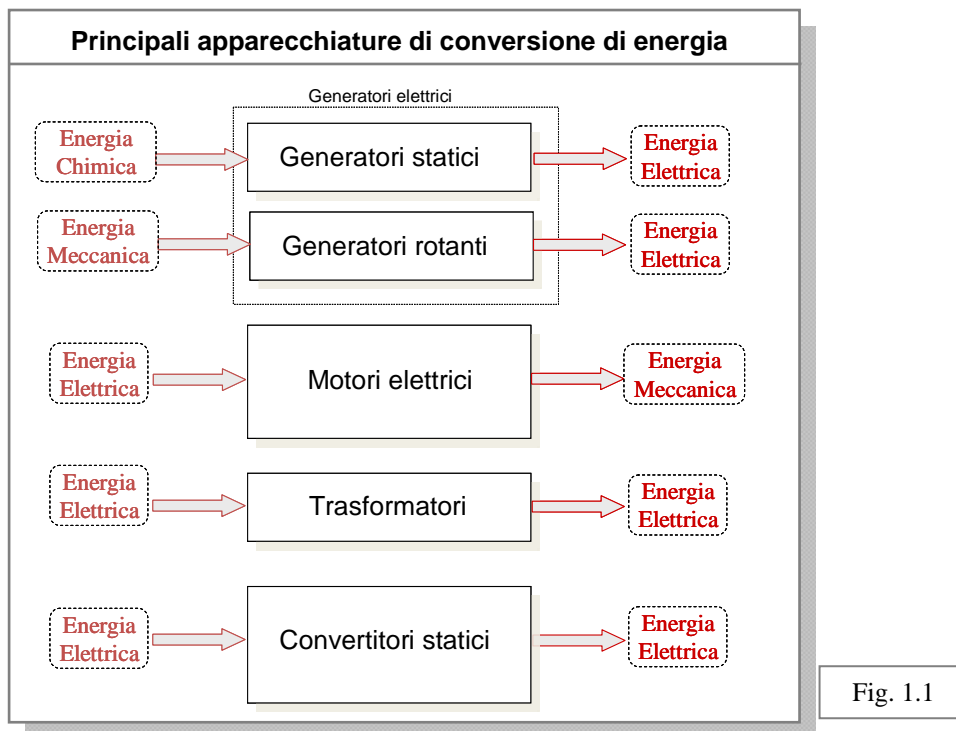 Principali apparecchiature di conversione di energia
Generatori elettrici
Energia
Chimica
Generatori statici
Energia
Elettrica
Energia
Meccanica
Generatori rotanti
Energia
Elettrica
Energia
Elettrica
Motori elettrici
Energia
Meccanica
Energia
Elettrica
Trasformatori
Energia
Elettrica
Energia
Elettrica
Convertitori statici
Energia
Elettrica
Fig. 1.1